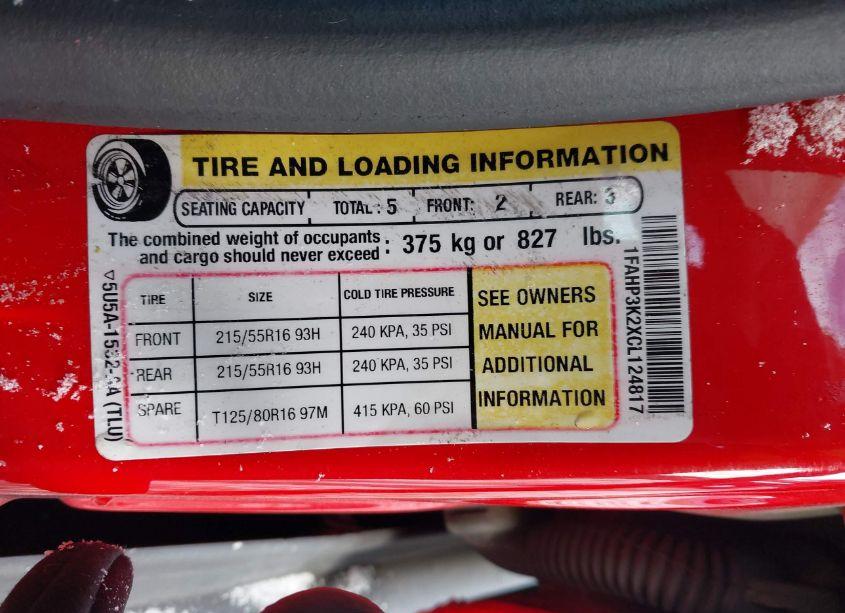 TIRE AND LOADING INFORMATION
SEATING CAPACITY TOTAL: 5 FRONT: 2 REAR: 3
The combined weight of occupants
and cargo should never exceed : 375 kg or 827 lbs.
TIRE SIZE COLD TIRE PRESSURE
FRONT 215/55R16 93H 240 KPA, 35 PSI
REAR 215/55R16 93H 240 KPA, 35 PSI
SPARE T125/80R16 97M 415 KPA, 60 PSI
SEE OWNERS
MANUAL FOR
ADDITIONAL
INFORMATION
1FAHP3K2XCL124817
(TLU)